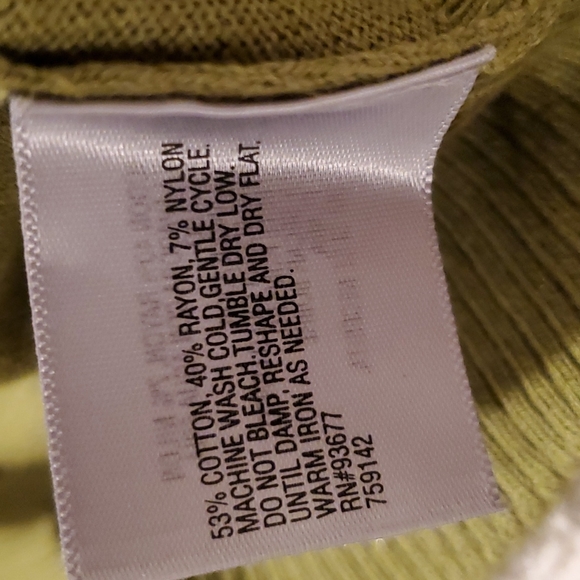 53% COTTON, 40% RAYON, 7% NYLON
MACHINE WASH COLD, GENTLE CYCLE.
DO NOT BLEACH.TUMBLE DRY LOW
UNTIL DAMP, RESHAPE AND DRY FLAT.
WARM IRON AS NEEDED.
RN#93677
759142